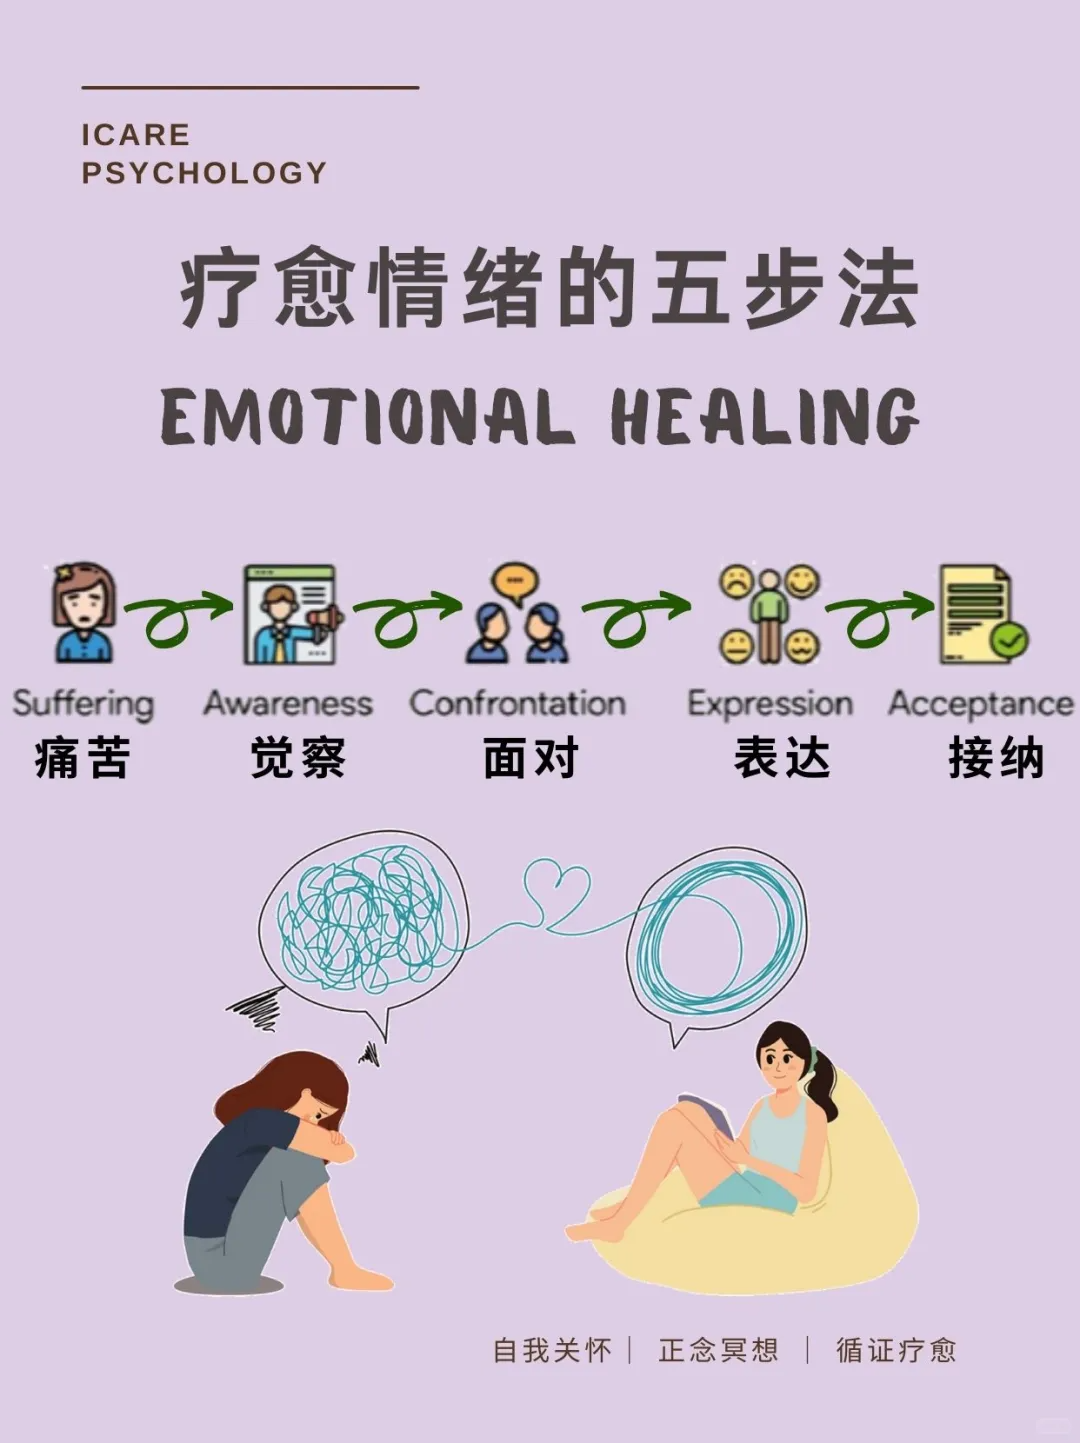 ICARE
PSYCHOLOGY
疗愈情绪的五步法
EMOTIONAL HEALING
Suffering Awareness Confrontation Expression Acceptance
痛苦 觉察 面对 表达 接纳
自我关怀｜ 正念冥想 ｜ 循证疗愈